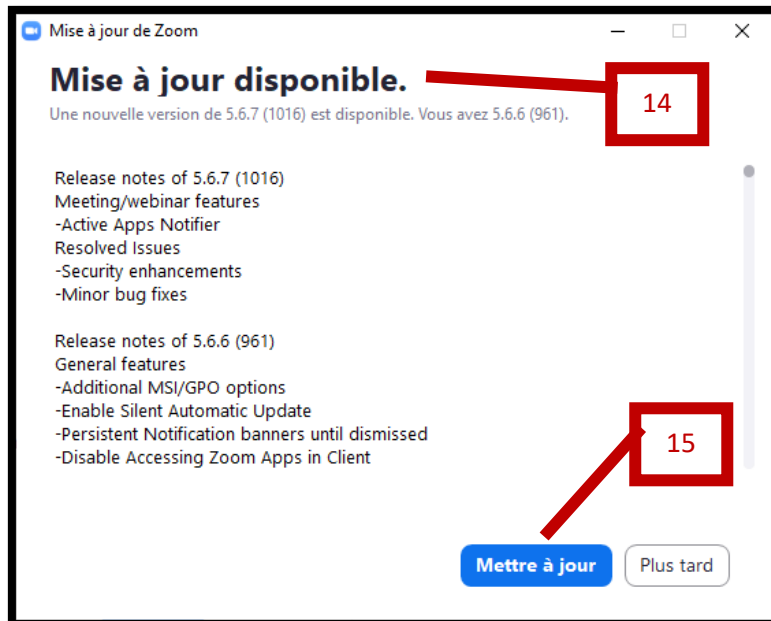 Mise à jour de Zoom
Mise à jour disponible.
14
Une nouvelle version de 5.6.7 (1016) est disponible. Vous avez 5.6.6 (961).
Release notes of 5.6.7 (1016)
Meeting/webinar features
-Active Apps Notifier
Resolved Issues
-Security enhancements
-Minor bug fixes
Release notes of 5.6.6 (961)
General features
-Additional MSI/GPO options
-Enable Silent Automatic Update
-Persistent Notification banners until dismissed
-Disable Accessing Zoom Apps in Client
15
Mettre à jour
Plus tard